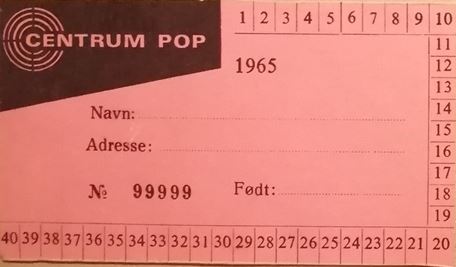 CENTRUM POP
1 2 3 4 5 6 7 8 9 10
11
1965
12
13
Navn:
14
15
Adresse:
16
17
№ 99999
Født:
18
19
40 39 38 37 36 35 34 33 32 31 30 29 28 27 26 25 24 23 22 21 20